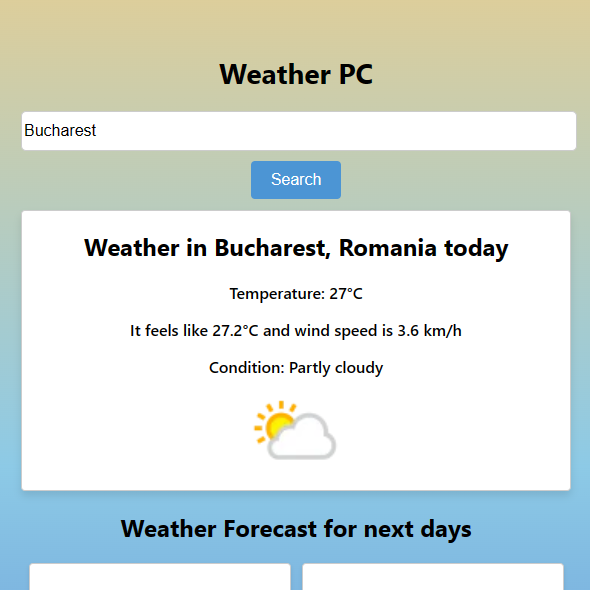 Weather PC
Bucharest
Search
Weather in Bucharest, Romania today
Temperature: 27°C
It feels like 27.2°C and wind speed is 3.6 km/h
Condition: Partly cloudy
Weather Forecast for next days